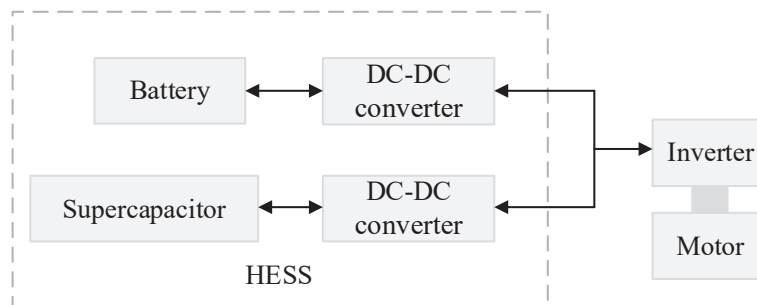 Battery
DC-DC
converter
Inverter
Supercapacitor
DC-DC
converter
Motor
HESS